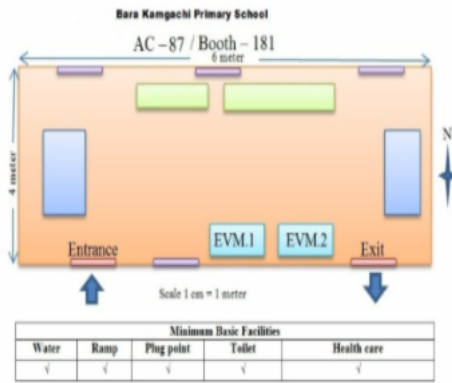 Bara Kamgachi Primary School
AC – 87 / Booth – 181
6 meter
4 meter
N
EVM.1 EVM.2
Entrance Exit
Scale 1 cm = 1 meter
Minimum Basic Facilities
Water Ramp Plug point Toilet Health care
√ √ √ √ √